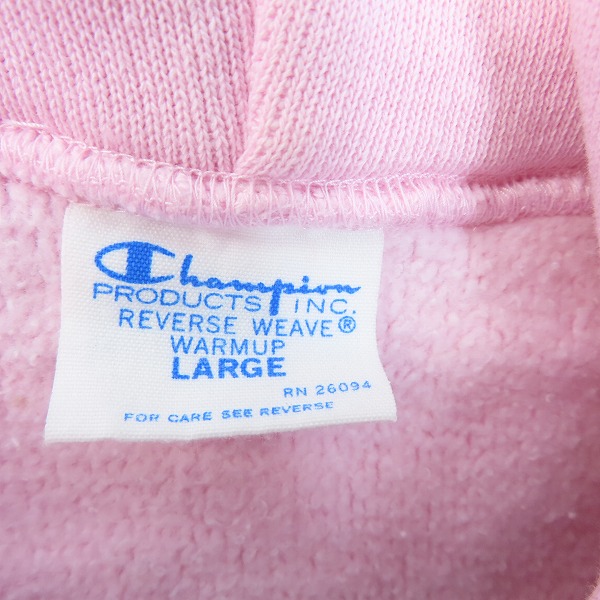 Champion
PRODUCTS INC.
REVERSE WEAVE®
WARMUP
LARGE
RN 26094
FOR CARE SEE REVERSE